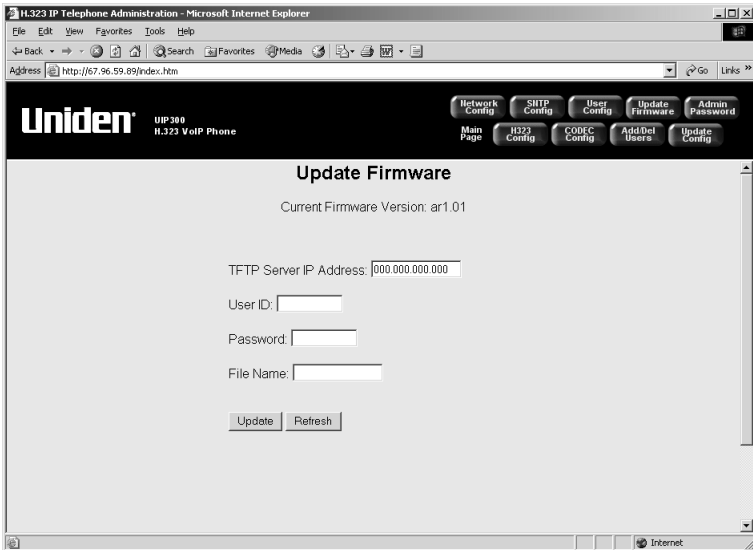 H.323 IP Telephone Administration - Microsoft Internet Explorer
File Edit View Favorites Tools Help
Back Search Favorites Media
Address http://67.96.59.89/index.htm Go Links »
Uniden
UIP300
H.323 VoIP Phone
Network Config SNTP Config User Config Update Firmware Admin Password
Main Page H323 Config CODEC Config Add/Del Users Update Config
Update Firmware
Current Firmware Version: ar1.01
TFTP Server IP Address: 000.000.000.000
User ID:
Password:
File Name:
Update Refresh
Internet